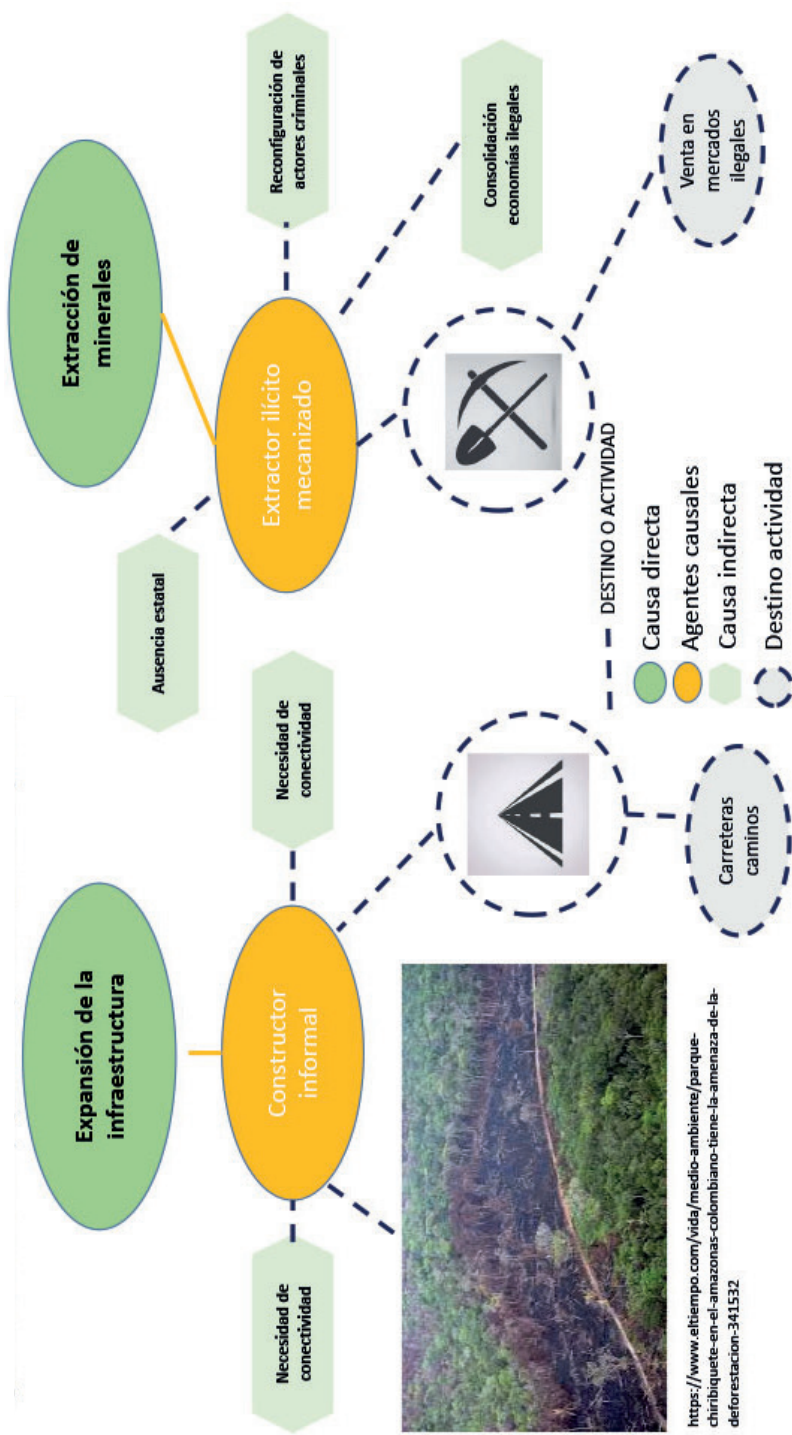 Expansión de la
infraestructura
Necesidad de
conectividad
Constructor
informal
Necesidad de
conectividad
Carreteras
caminos
https://www.eltiempo.com/vida/medio-ambiente/parque-
chiribiquete-en-el-amazonas-colombiano-tiene-la-amenaza-de-la-
deforestacion-341532
Extracción de
minerales
Ausencia estatal
Extractor ilícito
mecanizado
Reconfiguración de
actores criminales
Consolidación
economías ilegales
Venta en
mercados
ilegales
DESTINO O ACTIVIDAD
Causa directa
Agentes causales
Causa indirecta
Destino actividad